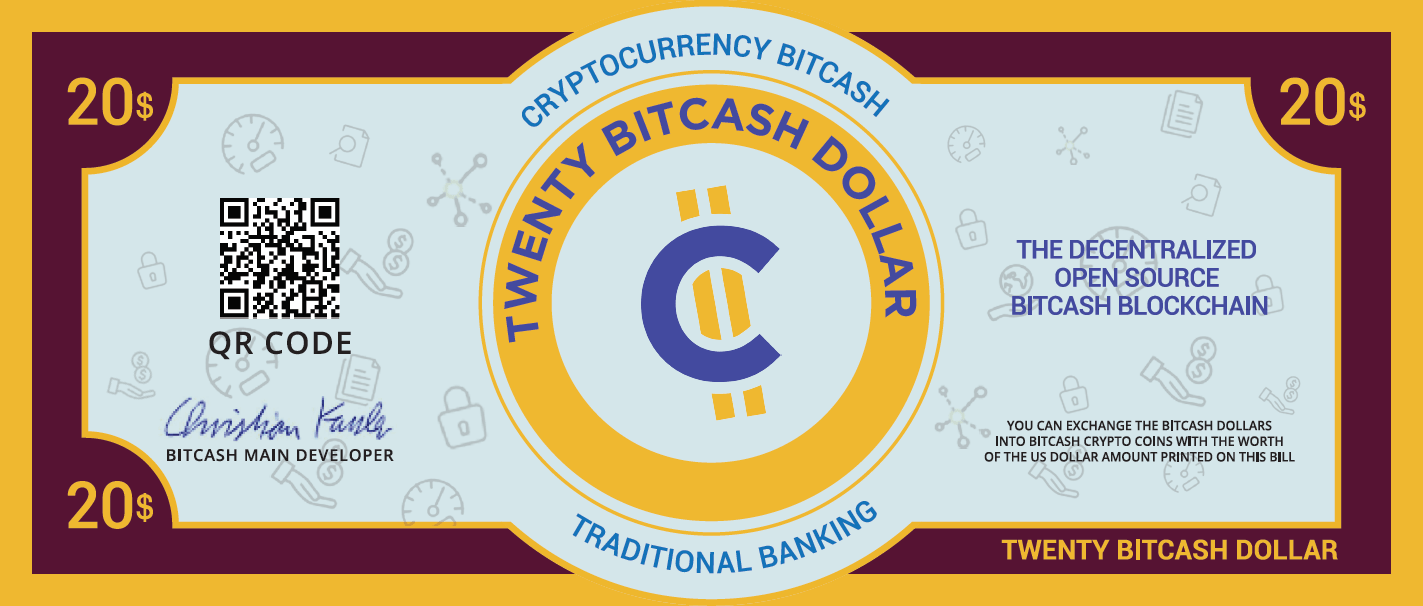 CRYPTOCURRENCY BITCASH
20$
20$
TWENTY BITCASH DOLLAR
QR CODE
Christian Kassler
BITCASH MAIN DEVELOPER
THE DECENTRALIZED
OPEN SOURCE
BITCASH BLOCKCHAIN
YOU CAN EXCHANGE THE BITCASH DOLLARS
INTO BITCASH CRYPTO COINS WITH THE WORTH
OF THE US DOLLAR AMOUNT PRINTED ON THIS BILL
20$
TRADITIONAL BANKING
TWENTY BITCASH DOLLAR